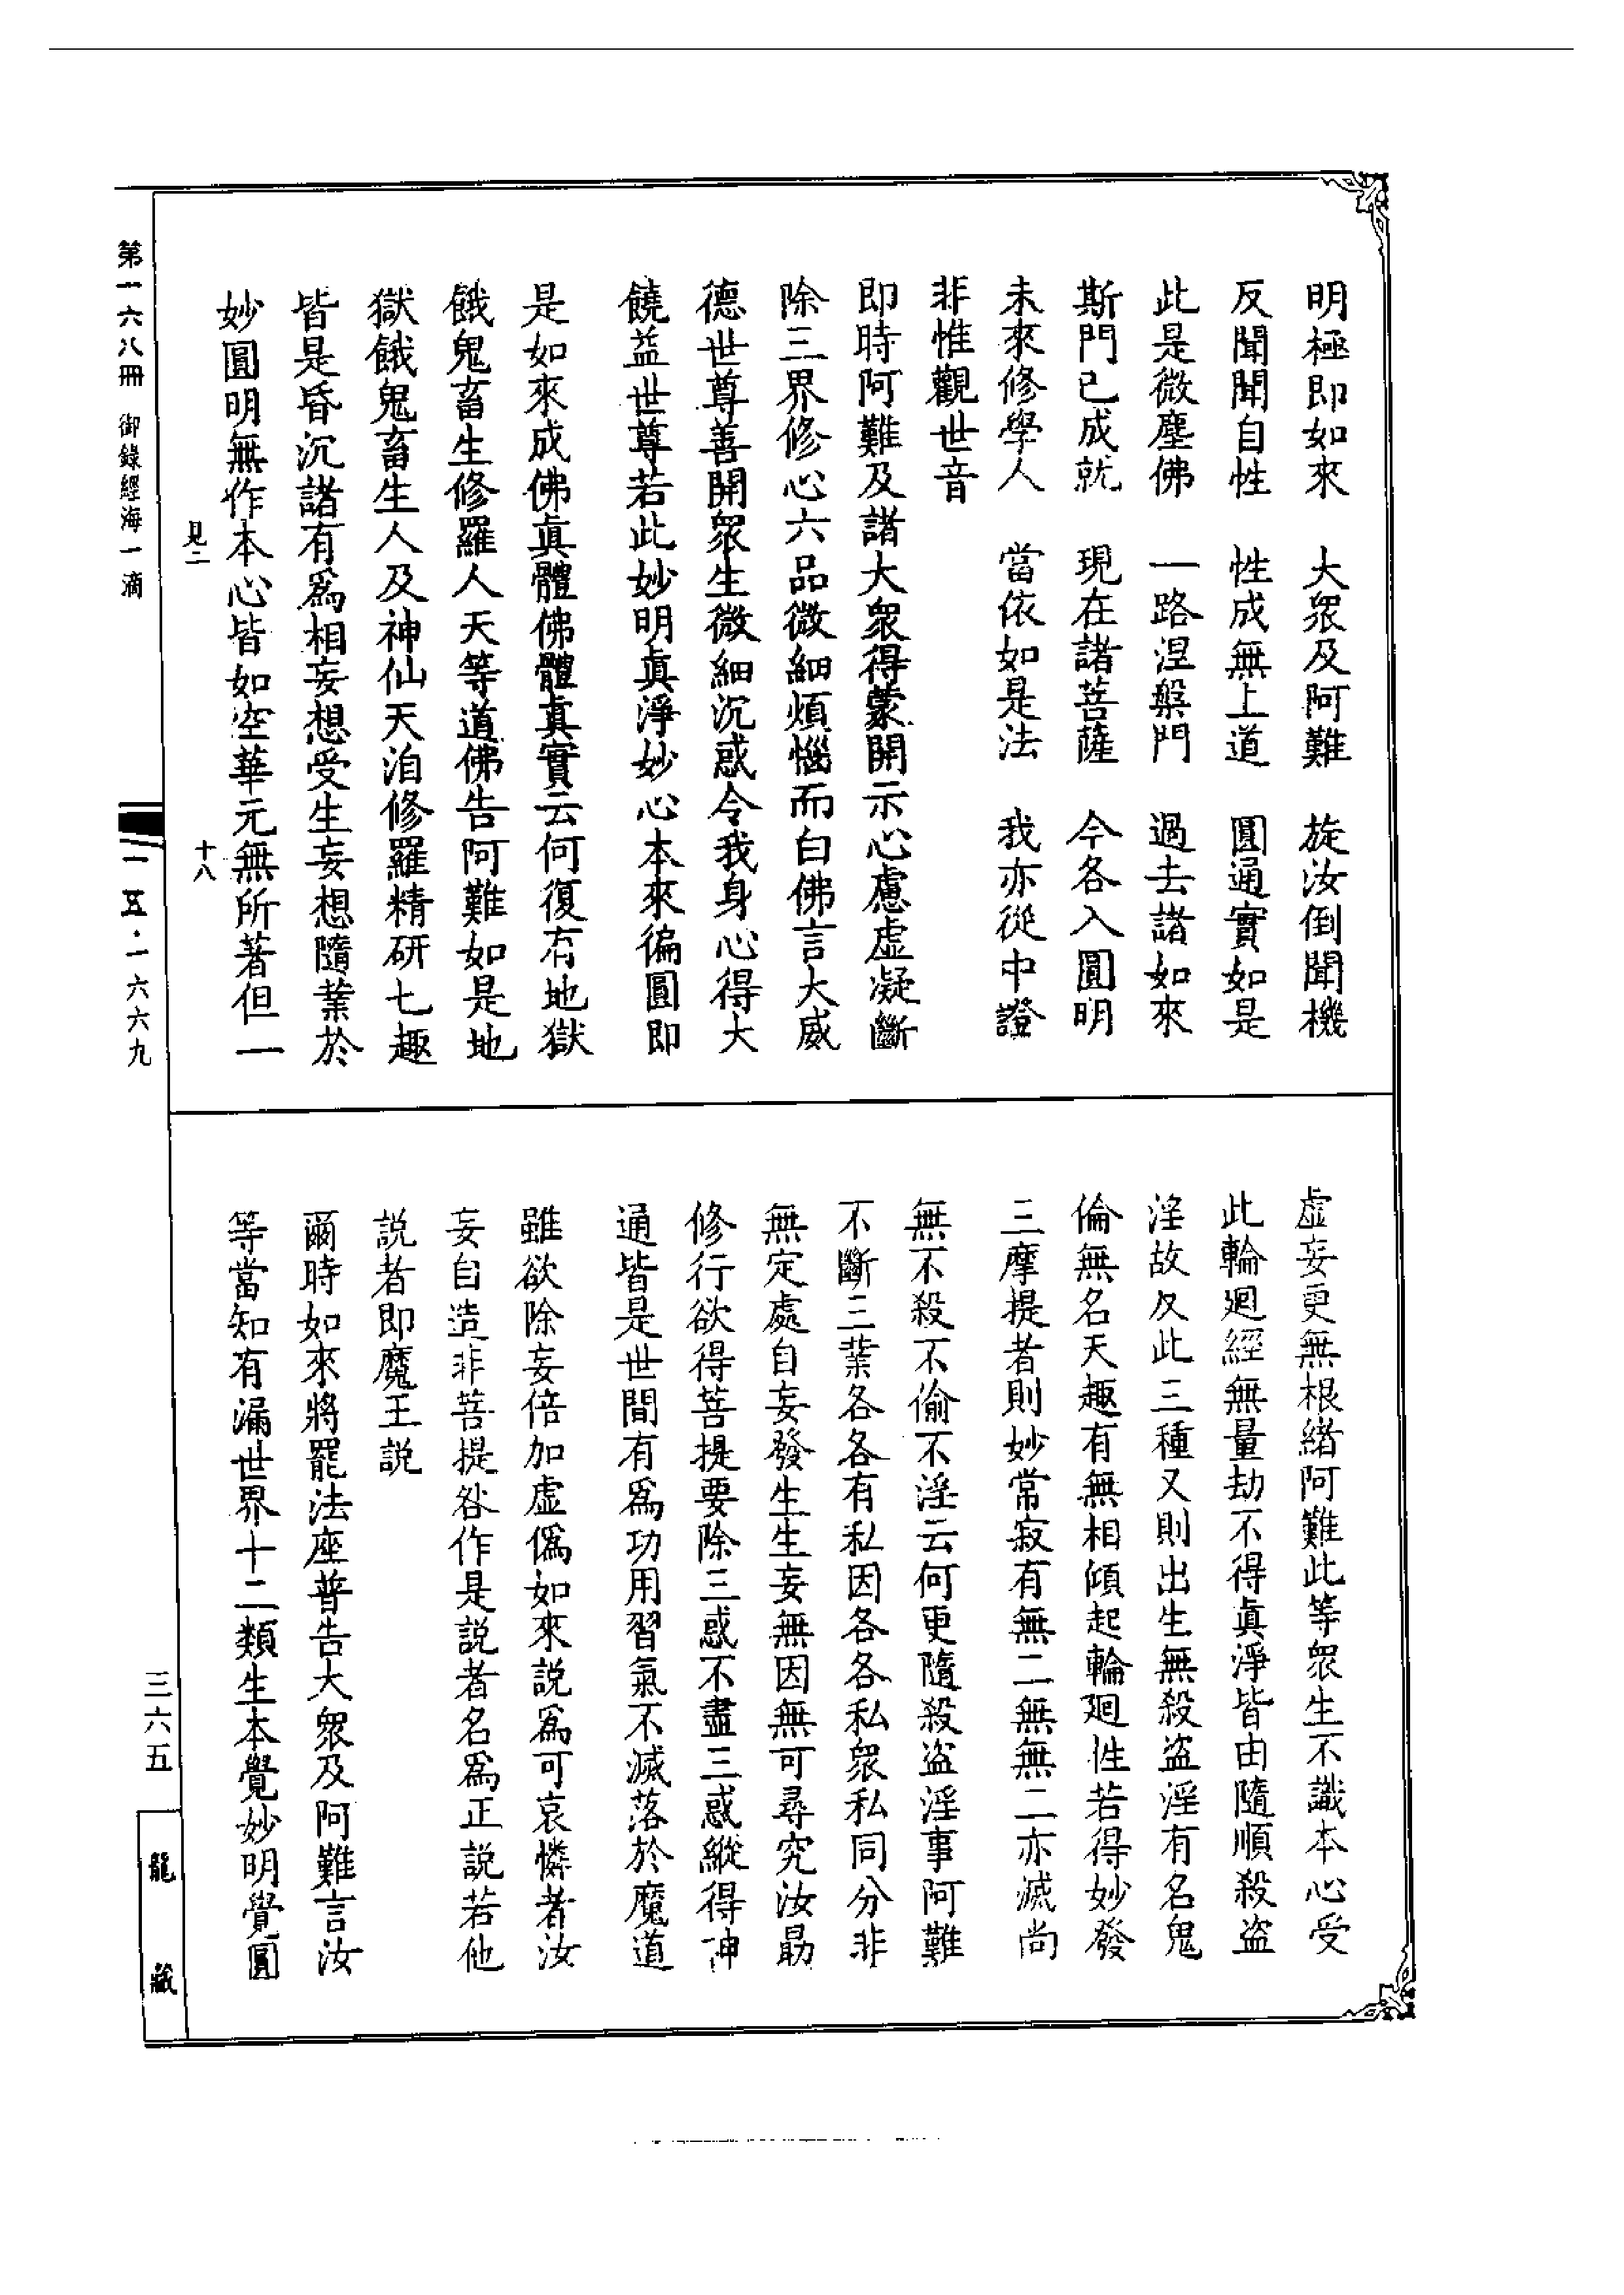 明極即如來　大衆及阿難　旋汝倒聞機
反聞聞自性　性成無上道　圓通實如是
此是微塵佛　一路涅槃門　過去諸如來
斯門已成就　現在諸菩薩　今各入圓明
未來修學人　當依如是法　我亦從中證
非惟觀世音
即時阿難及諸大衆得蒙開示心慮虛凝斷
除三界修心六品微細煩惱而白佛言大威
德世尊善開衆生微細沉惑令我身心得大
饒益世尊若此妙明眞淨妙心本來徧圓即
是如來成佛眞體佛體眞實云何復有地獄
餓鬼畜生修羅人天等道佛告阿難如是地
獄餓鬼畜生人及神仙天洎修羅精研七趣
皆是昏沉諸有爲相妄想受生妄想隨業於
妙圓明無作本心皆如空華元無所著但一
見二
十八
虛妄更無根緒阿難此等衆生不識本心受
此輪廻經無量劫不得眞淨皆由隨順殺盜
淫故反此三種又則出生無殺盜淫有名鬼
倫無名天趣有無相傾起輪廻性若得妙發
三摩提者則妙常寂有無二無無二亦滅尚
無不殺不偷不淫云何更隨殺盜淫事阿難
不斷三業各各有私因各各私衆私同分非
無定處自妄發生生妄無因無可尋究汝勗
修行欲得菩提要除三惑不盡三惑縱得神
通皆是世間有爲功用習氣不滅落於魔道
雖欲除妄倍加虛僞如來說爲可哀憐者汝
妄自造非菩提咎作是說者名爲正說若他
說者即魔王說
爾時如來將罷法座普告大衆及阿難言汝
等當知有漏世界十二類生本覺妙明覺圓
第一六八冊　御錄經海一滴
一五·一六六九
三六五
龍藏